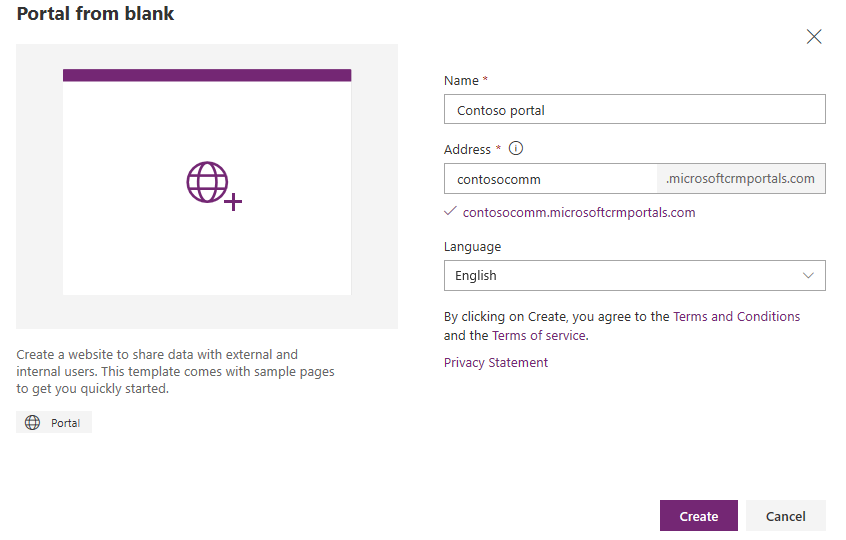 Portal from blank
Name *
Contoso portal
Address *
contosocomm
.microsoftcrmportals.com
contosocomm.microsoftcrmportals.com
Language
English
By clicking on Create, you agree to the Terms and Conditions
and the Terms of service.
Privacy Statement
Create a website to share data with external and
internal users. This template comes with sample pages
to get you quickly started.
Portal
Create
Cancel